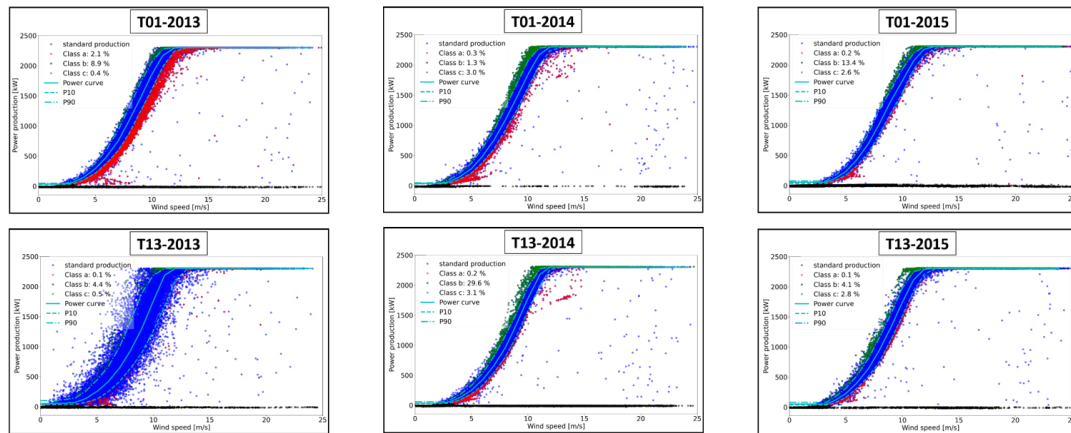 T01-2013
2500
2000
1500
1000
500
0
Power production [kW]
standard production
Class a: 2.1 %
Class b: 8.9 %
Class c: 0.4 %
Power curve
P10
P90
0 5 10 15 20 25
Wind speed [m/s]
T01-2014
2500
2000
1500
1000
500
0
Power production [kW]
standard production
Class a: 0.3 %
Class b: 1.3 %
Class c: 3.0 %
Power curve
P10
P90
0 5 10 15 20 25
Wind speed [m/s]
T01-2015
2500
2000
1500
1000
500
0
Power production [kW]
standard production
Class a: 0.2 %
Class b: 13.4 %
Class c: 2.6 %
Power curve
P10
P90
0 5 10 15 20 25
Wind speed [m/s]
T13-2013
2500
2000
1500
1000
500
0
Power production [kW]
standard production
Class a: 0.1 %
Class b: 4.4 %
Class c: 0.5 %
Power curve
P10
P90
0 5 10 15 20 25
Wind speed [m/s]
T13-2014
2500
2000
1500
1000
500
0
Power production [kW]
standard production
Class a: 0.2 %
Class b: 29.6 %
Class c: 3.1 %
Power curve
P10
P90
0 5 10 15 20 25
Wind speed [m/s]
T13-2015
2500
2000
1500
1000
500
0
Power production [kW]
standard production
Class a: 0.1 %
Class b: 4.1 %
Class c: 2.8 %
Power curve
P10
P90
0 5 10 15 20 25
Wind speed [m/s]